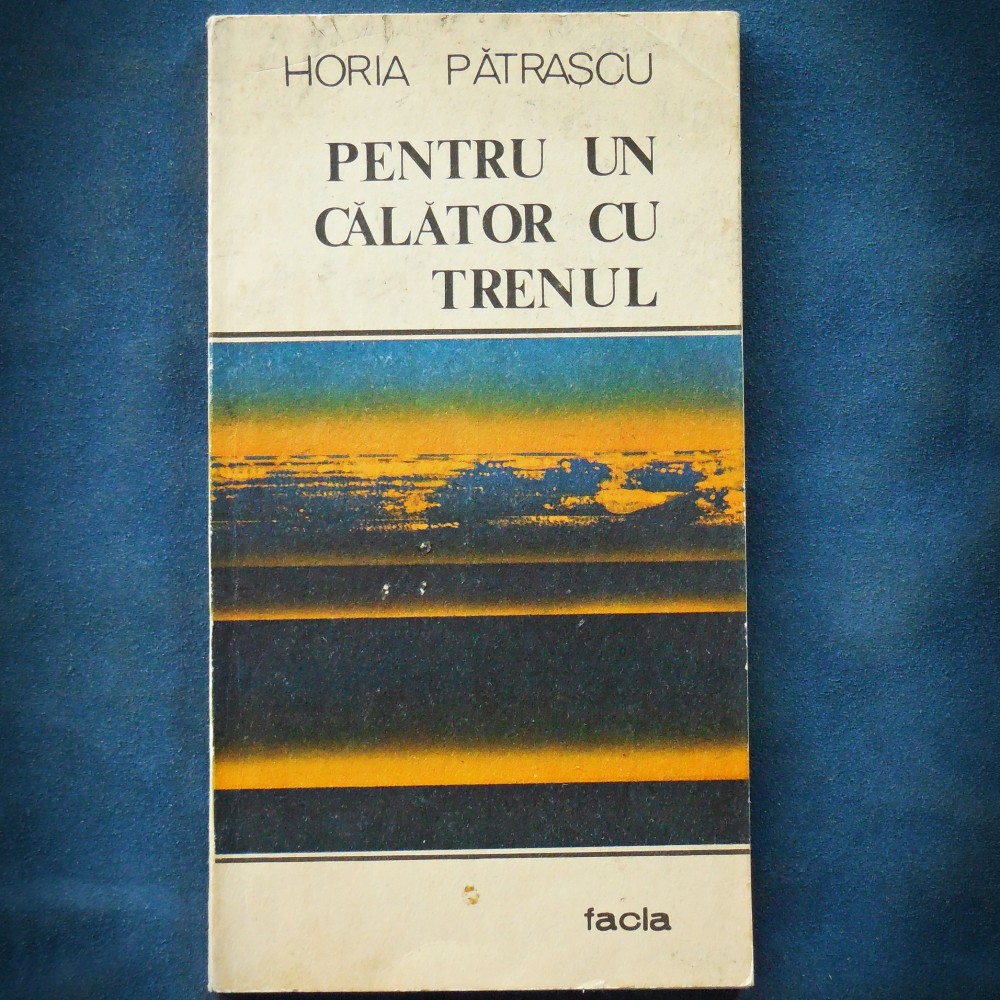 HORIA PĂTRAȘCU
PENTRU UN
CĂLĂTOR CU
TRENUL
facla